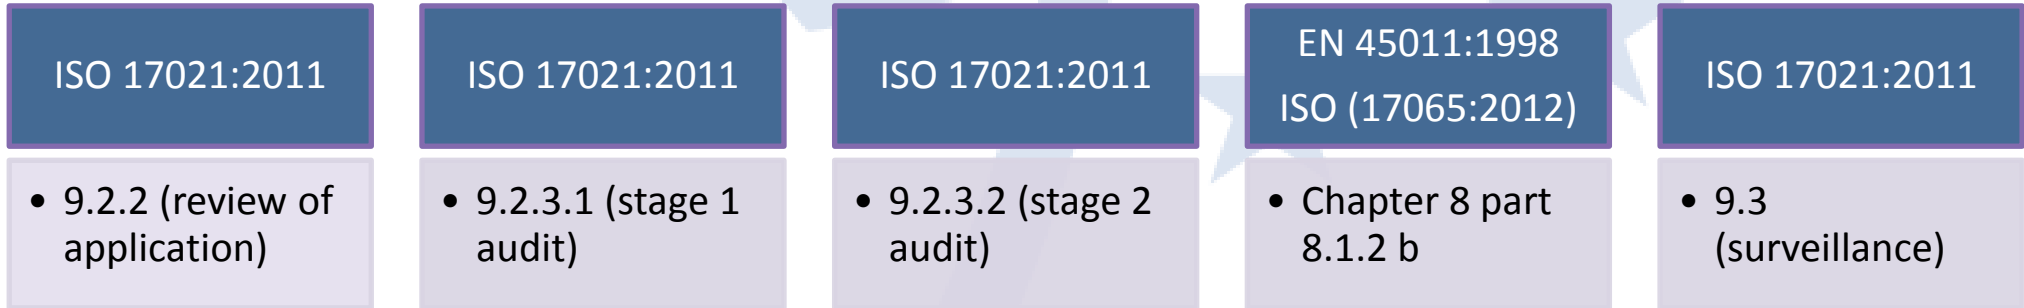 ISO 17021:2011
• 9.2.2 (review of
application)
ISO 17021:2011
• 9.2.3.1 (stage 1
audit)
ISO 17021:2011
• 9.2.3.2 (stage 2
audit)
EN 45011:1998
ISO (17065:2012)
• Chapter 8 part
8.1.2 b
ISO 17021:2011
• 9.3
(surveillance)